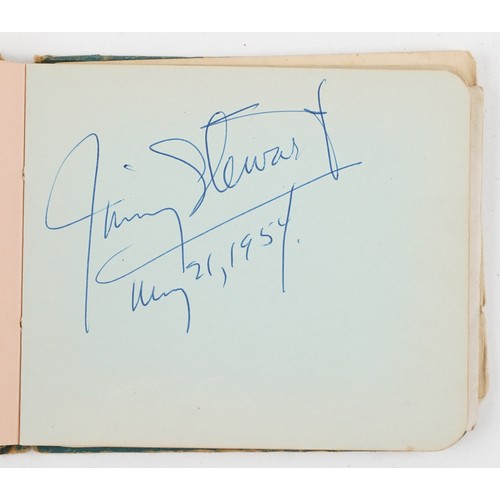 Jimmy Stewart
May 21, 1954.